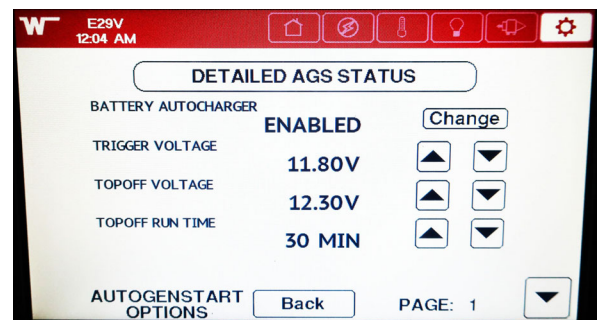 W E29V
12:04 AM
DETAILED AGS STATUS
BATTERY AUTOCHARGER
ENABLED Change
TRIGGER VOLTAGE
11.80V
TOPOFF VOLTAGE
12.30V
TOPOFF RUN TIME
30 MIN
AUTOGENSTART
OPTIONS Back PAGE: 1